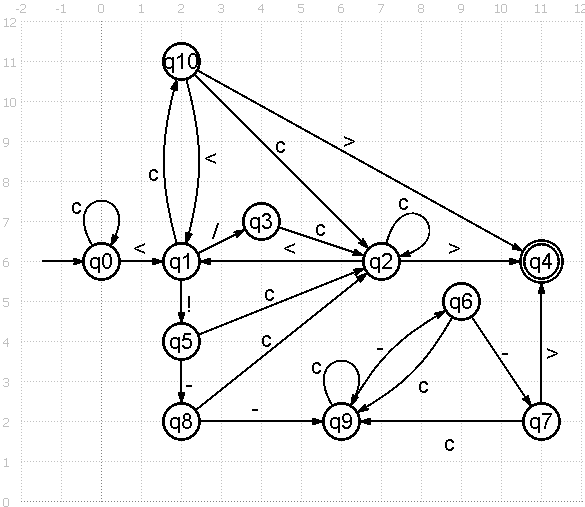 -2 -1 0 1 2 3 4 5 6 7 8 9 10 11 12
12
11 q10
10
9 c >
8 c <
7 c / q3 c c
6 q0 < q1 < q2 > q4
5 ! c q6
4 q5 c -
3 - c c - >
2 q8 - q9 q7
1 c
0